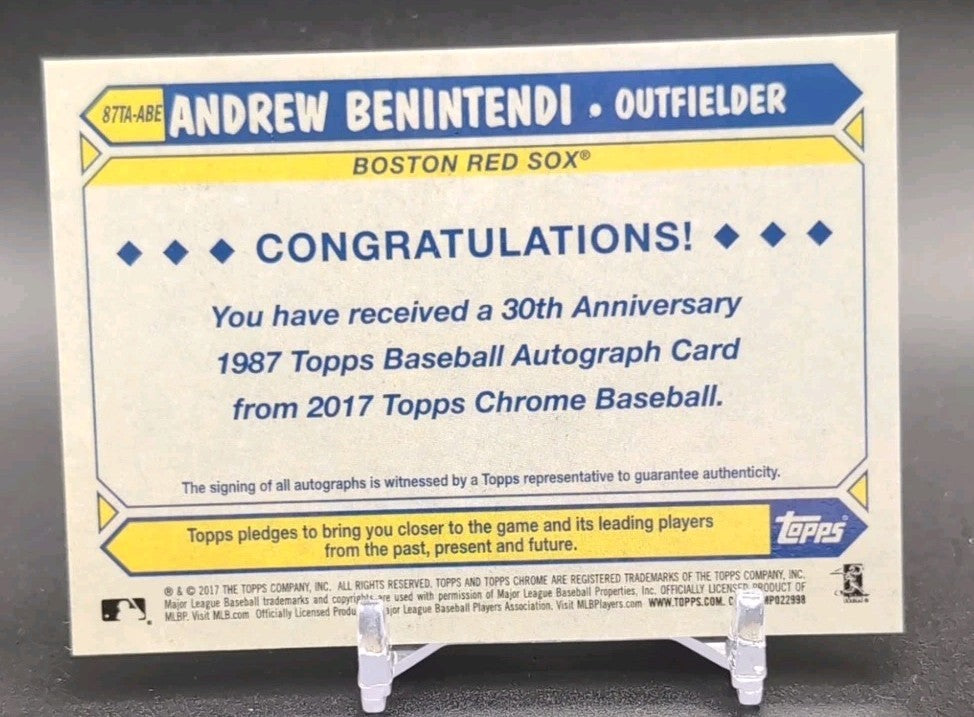 87TA-ABE ANDREW BENINTENDI • OUTFIELDER
BOSTON RED SOX®
CONGRATULATIONS!
You have received a 30th Anniversary
1987 Topps Baseball Autograph Card
from 2017 Topps Chrome Baseball.
The signing of all autographs is witnessed by a Topps representative to guarantee authenticity.
Topps pledges to bring you closer to the game and its leading players
from the past, present and future.
topps®
® & © 2017 THE TOPPS COMPANY, INC. ALL RIGHTS RESERVED. TOPPS AND TOPPS CHROME ARE REGISTERED TRADEMARKS OF THE TOPPS COMPANY, INC.
Major League Baseball trademarks and copyrights are used with permission of Major League Baseball Properties, Inc. OFFICIALLY LICENSED PRODUCT OF
MLBP. Visit MLB.com Officially Licensed Major League Baseball Players Association. Visit MLBPlayers.com WWW.TOPPS.COM.